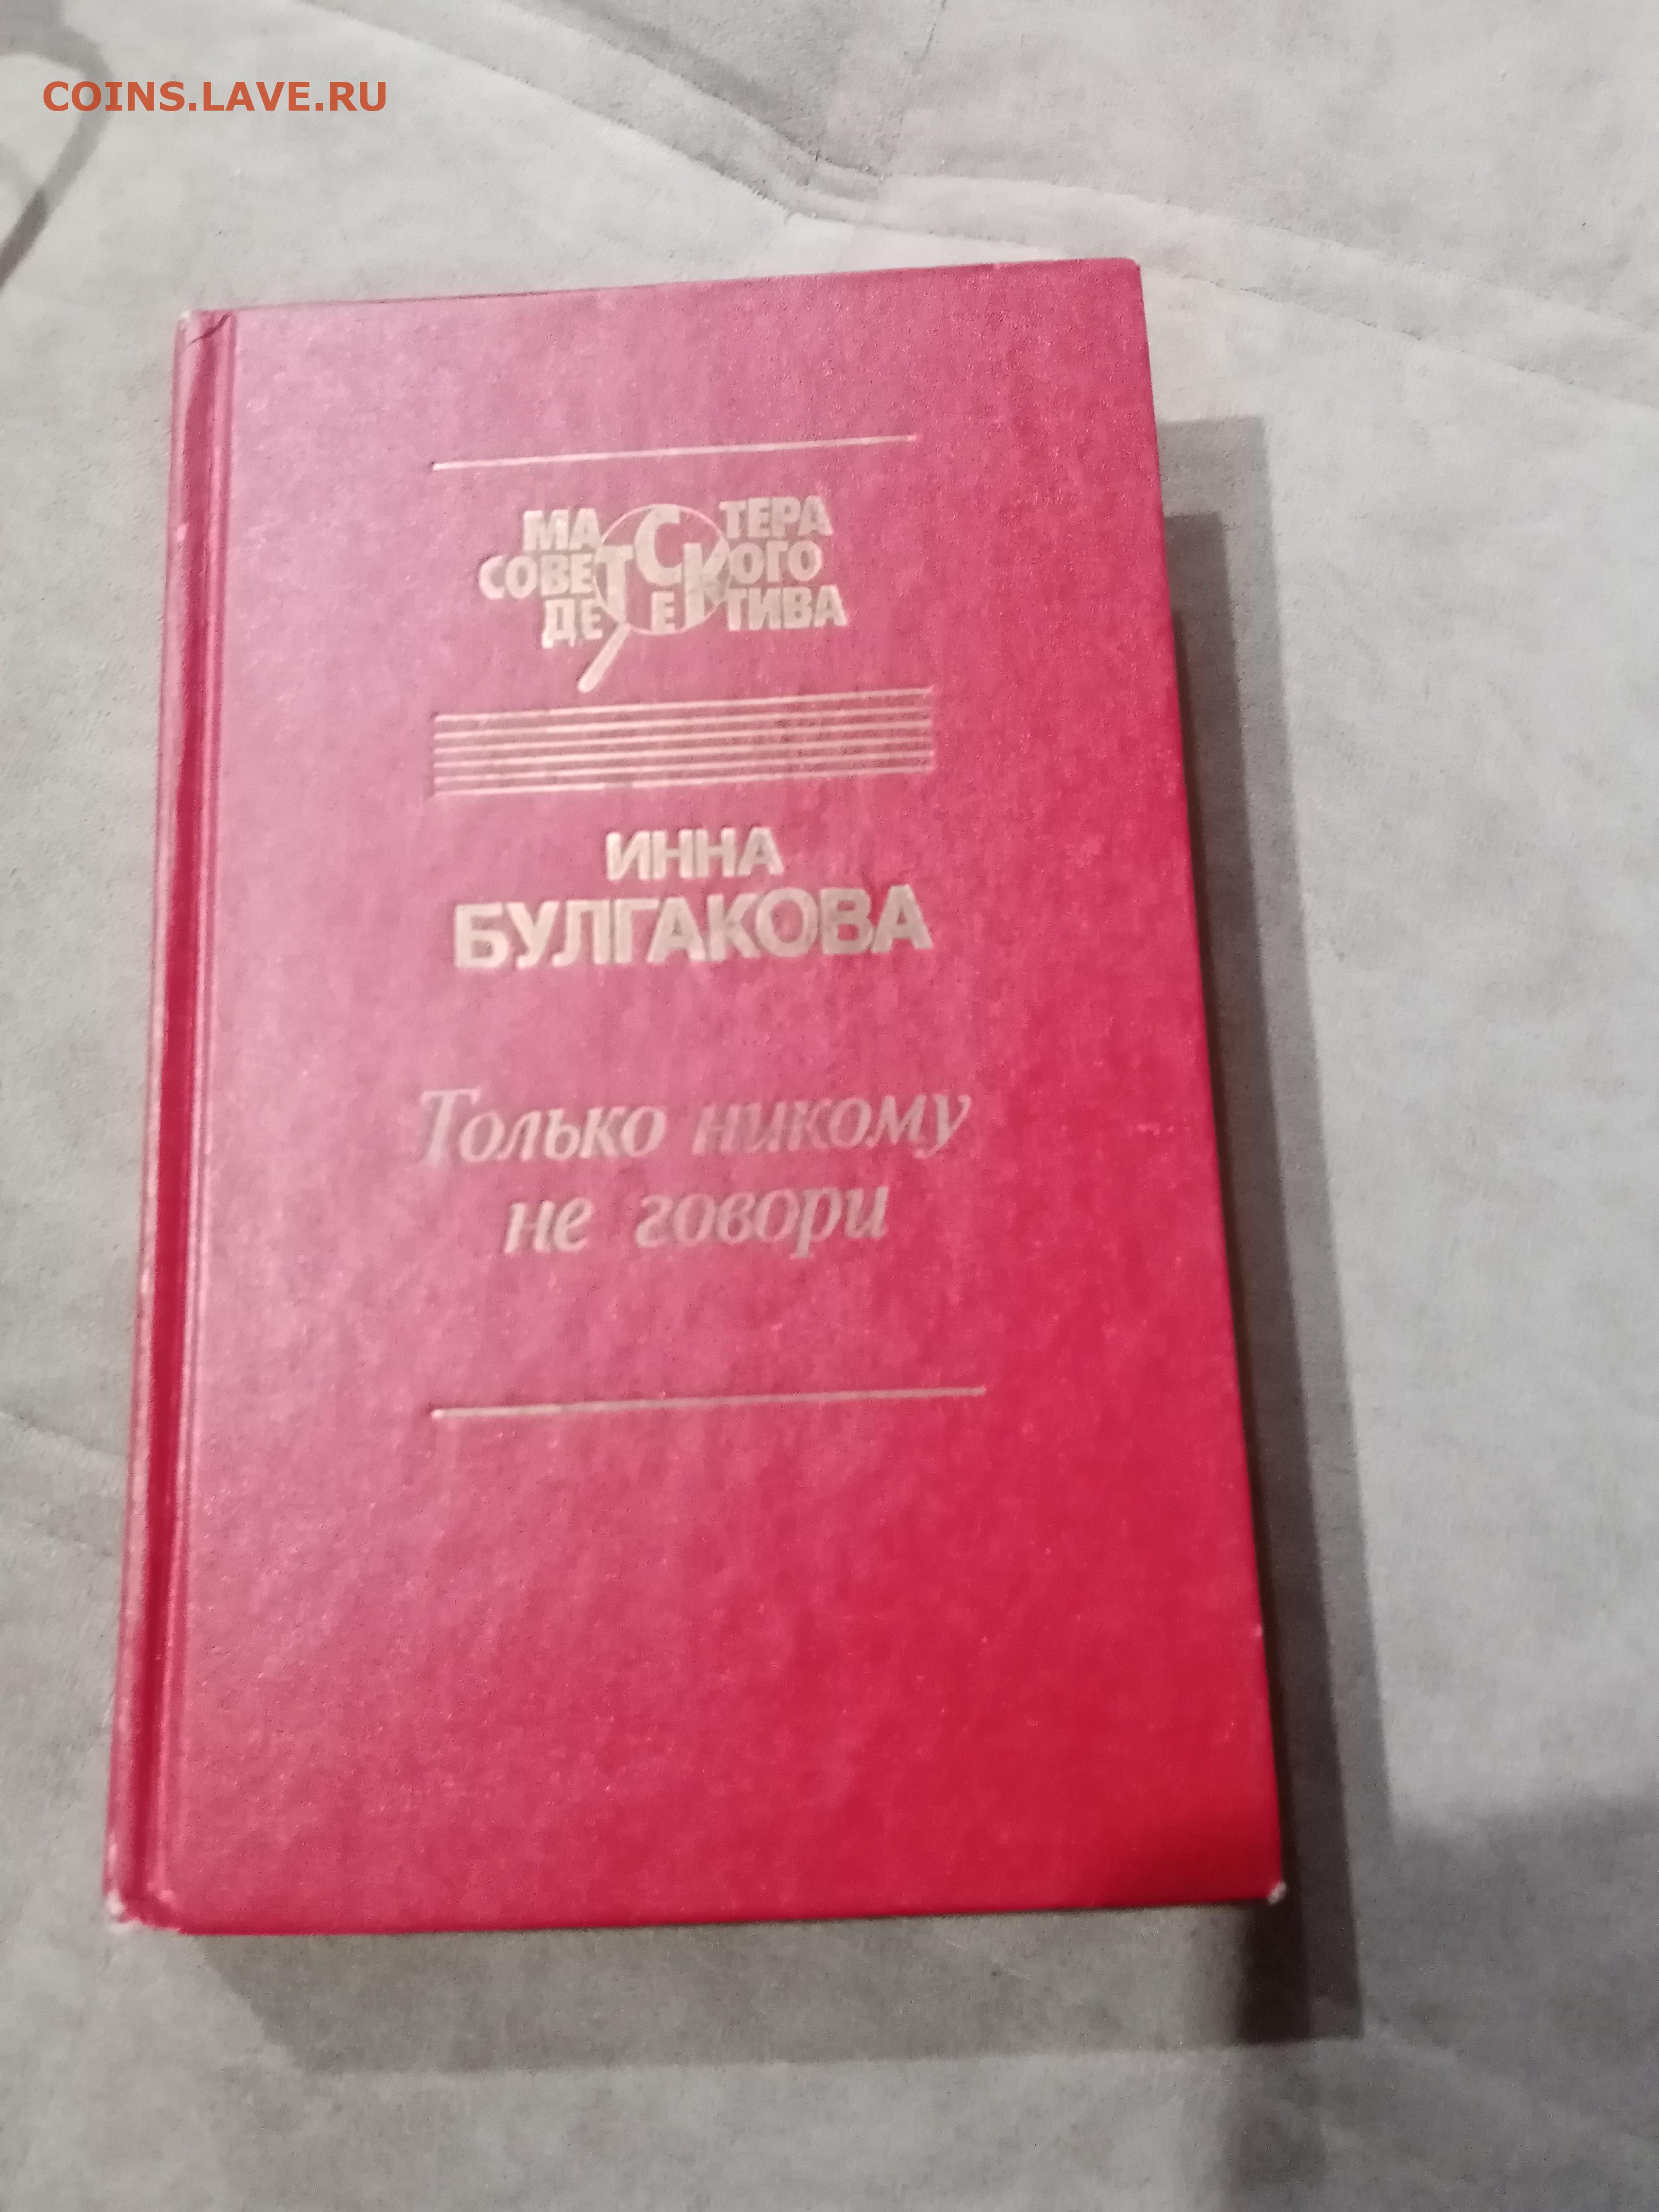 COINS.LAVE.RU
МАСТЕРА
СОВЕТСКОГО
ДЕТЕКТИВА
ИННА
БУЛГАКОВА
Только никому
не говори